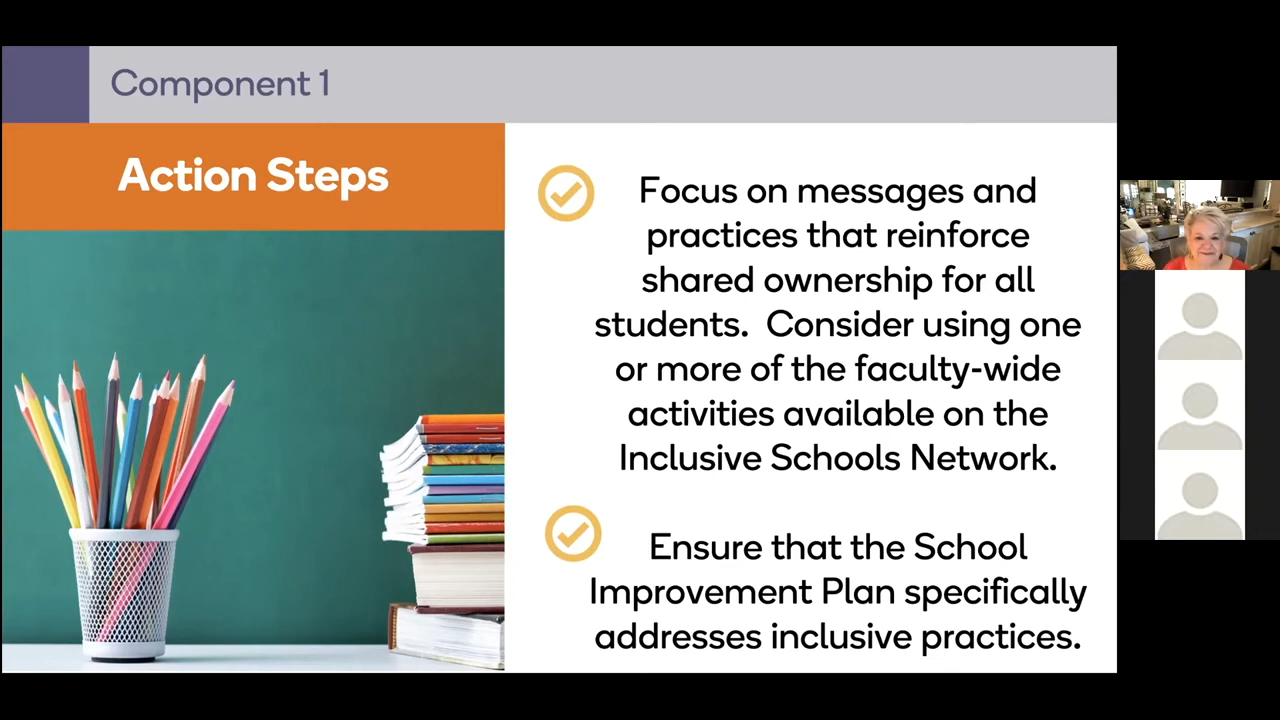 Component 1
Action Steps
Focus on messages and
practices that reinforce
shared ownership for all
students.  Consider using one
or more of the faculty-wide
activities available on the
Inclusive Schools Network.
Ensure that the School
Improvement Plan specifically
addresses inclusive practices.